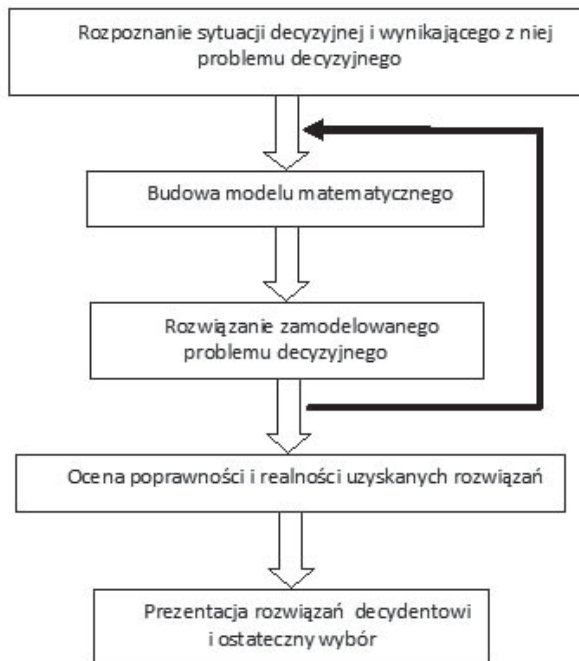 Rozpoznanie sytuacji decyzyjnej i wynikającego z niej
problemu decyzyjnego
Budowa modelu matematycznego
Rozwiązanie zamodelowanego
problemu decyzyjnego
Ocena poprawności i realności uzyskanych rozwiązań
Prezentacja rozwiązań decydentowi
i ostateczny wybór